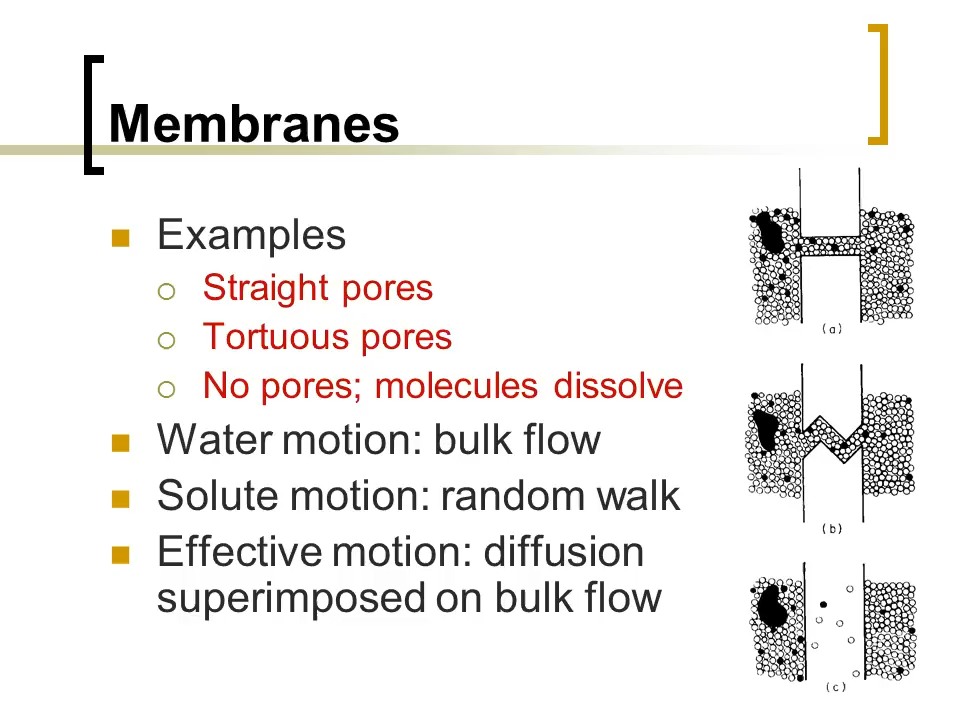 Membranes
Examples
Straight pores
Tortuous pores
No pores; molecules dissolve
Water motion: bulk flow
Solute motion: random walk
Effective motion: diffusion
superimposed on bulk flow
(a)
(b)
(c)